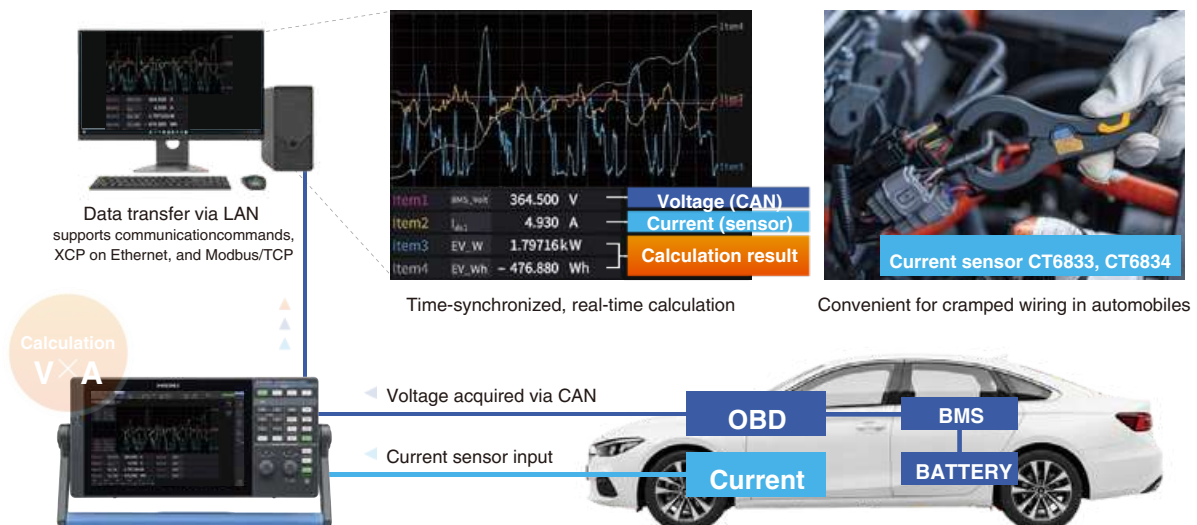 Data transfer via LAN
supports communicationcommands,
XCP on Ethernet, and Modbus/TCP
Item4
Item3
Item1 BMS_Volt 364.500 V
Item2 4.930 A
Item3 EV_W 1.79716kW
Item4 EV_Wh - 476.880 Wh
Voltage (CAN)
Current (sensor)
Calculation result
Time-synchronized, real-time calculation
Current sensor CT6833, CT6834
Convenient for cramped wiring in automobiles
Calculation
V×A
HIOKI
Voltage acquired via CAN
Current sensor input
OBD
BMS
BATTERY
Current